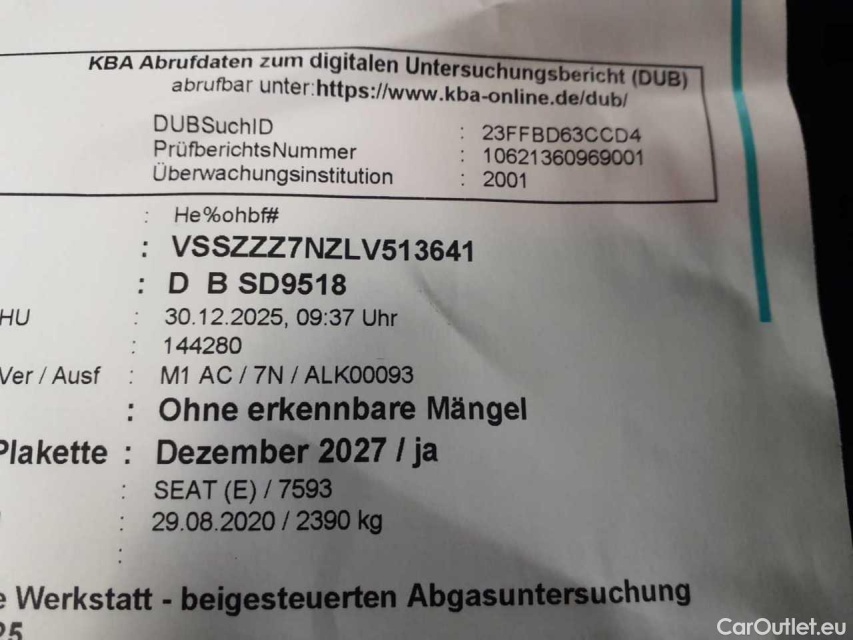 KBA Abrufdaten zum digitalen Untersuchungsbericht (DUB)
abrufbar unter:https://www.kba-online.de/dub/
DUBSuchID : 23FFBD63CCD4
PrüfberichtsNummer : 10621360969001
Überwachungsinstitution : 2001
: He%ohbf#
: VSSZZZ7NZLV513641
: D B SD9518
HU : 30.12.2025, 09:37 Uhr
: 144280
Ver / Ausf : M1 AC / 7N / ALK00093
: Ohne erkennbare Mängel
Plakette : Dezember 2027 / ja
: SEAT (E) / 7593
: 29.08.2020 / 2390 kg
:
e Werkstatt - beigesteuerten Abgasuntersuchung
25
CarOutlet.eu